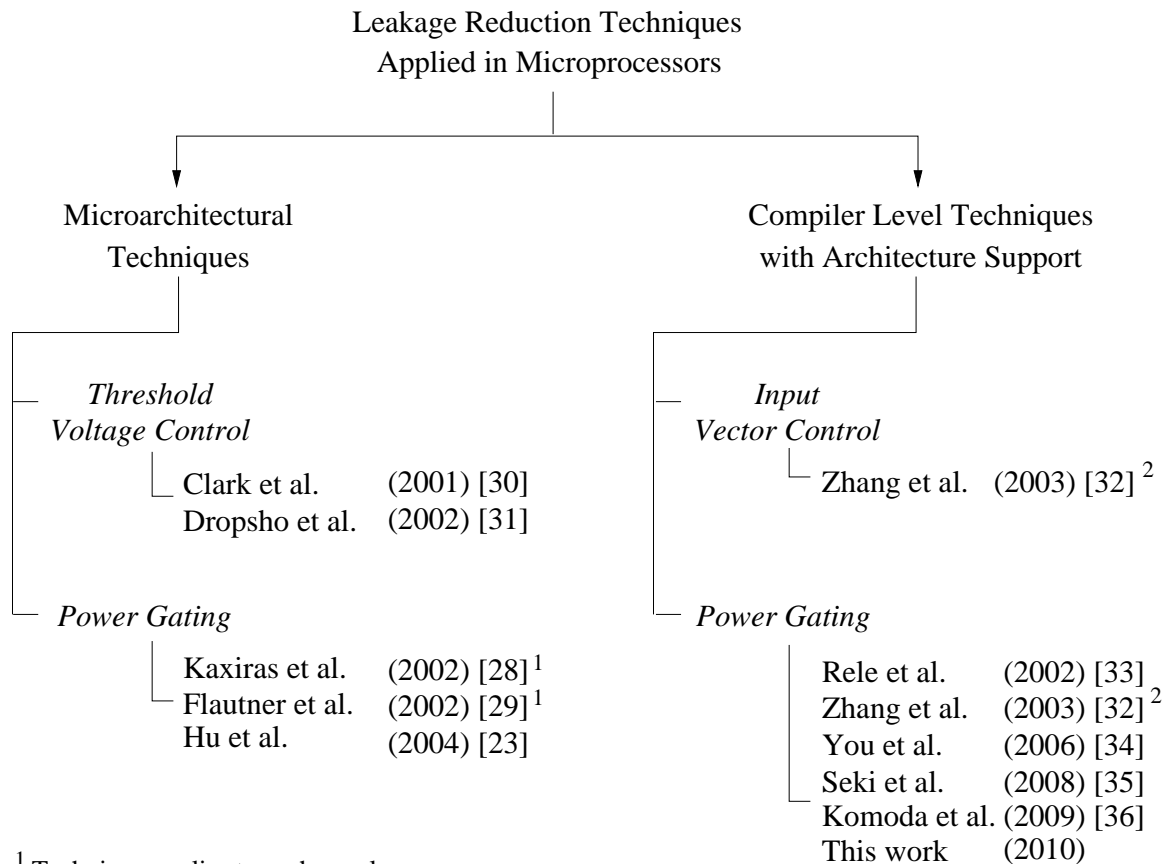 Leakage Reduction Techniques
Applied in Microprocessors
Microarchitectural
Techniques
Threshold
Voltage Control
Clark et al. (2001) [30]
Dropsho et al. (2002) [31]
Power Gating
Kaxiras et al. (2002) [28] 1
Flautner et al. (2002) [29] 1
Hu et al. (2004) [23]
Compiler Level Techniques
with Architecture Support
Input
Vector Control
Zhang et al. (2003) [32] 2
Power Gating
Rele et al. (2002) [33]
Zhang et al. (2003) [32] 2
You et al. (2006) [34]
Seki et al. (2008) [35]
Komoda et al. (2009) [36]
This work (2010)